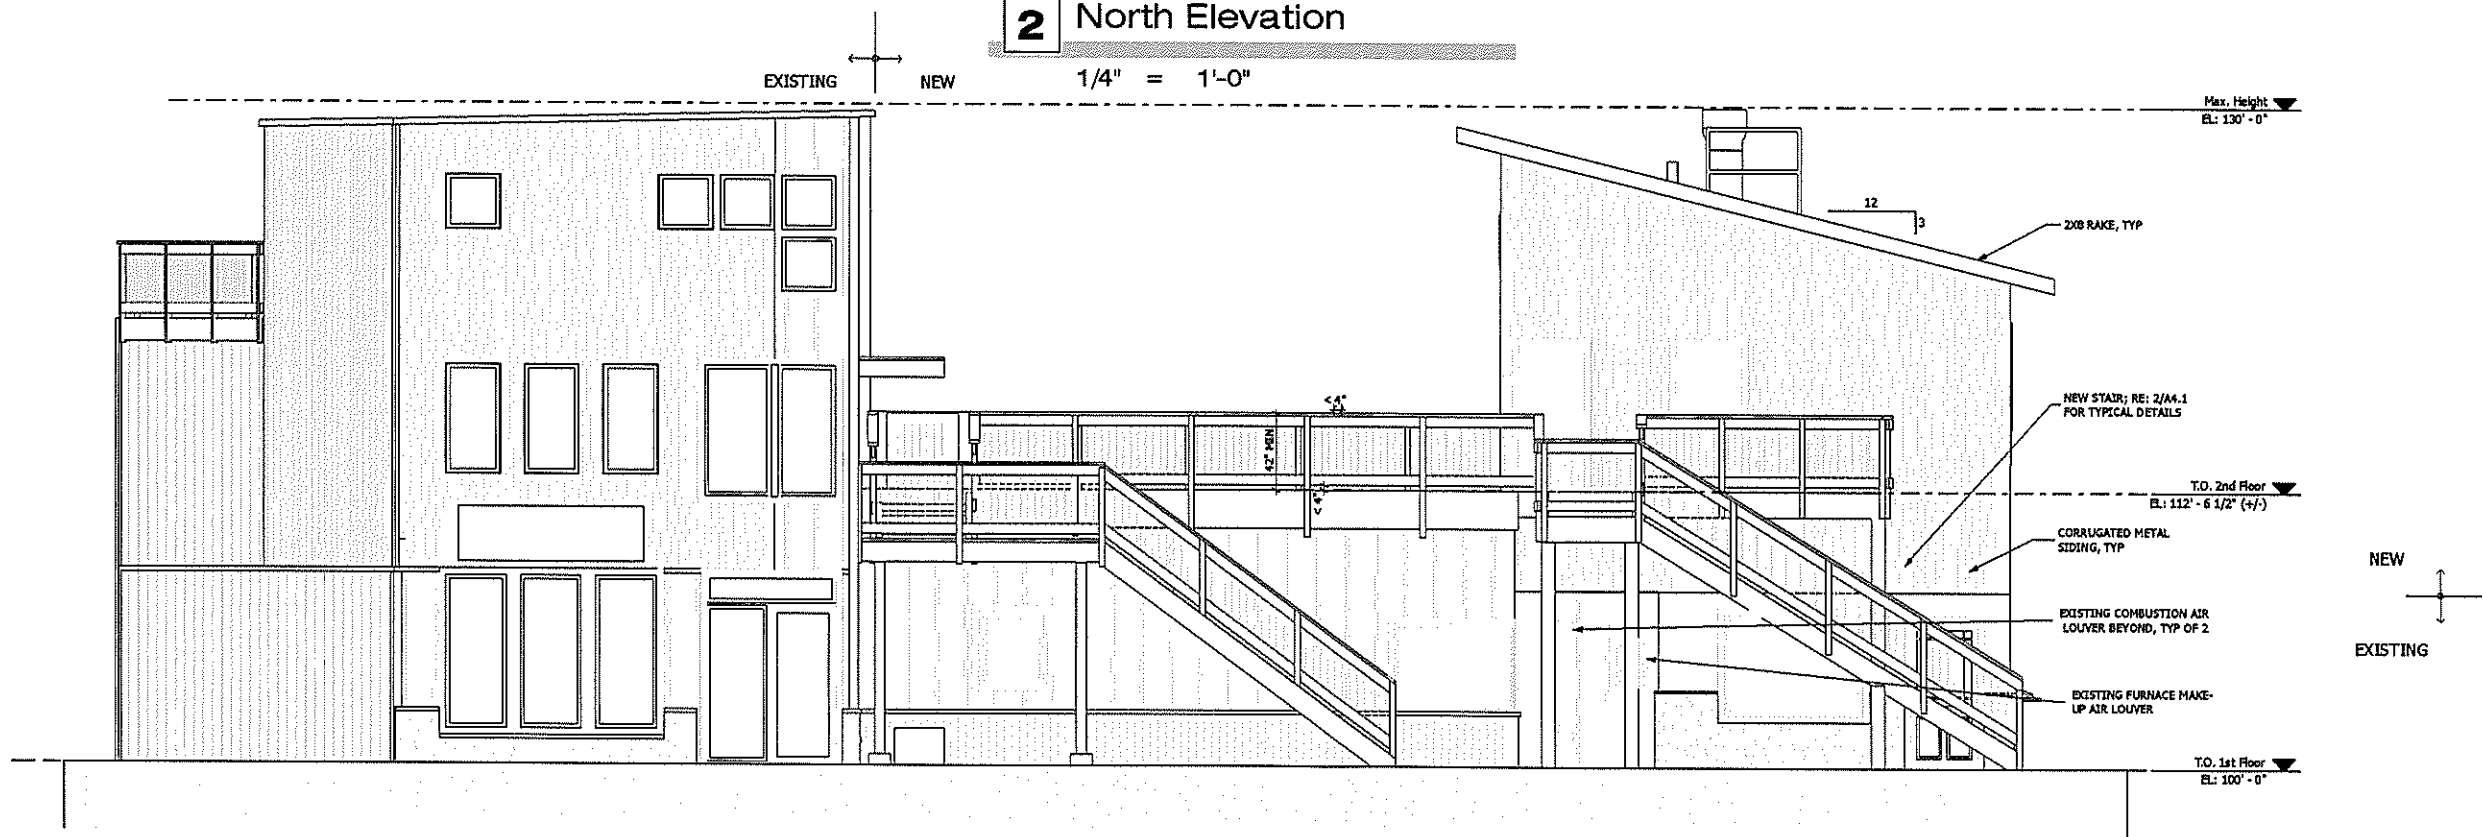 2 North Elevation
1/4" = 1'-0"
EXISTING NEW
Max. Height
EL: 130' - 0"
12
3
2X8 RAKE, TYP
< 4"
42" MIN
< 4"
NEW STAIR; RE: 2/A4.1
FOR TYPICAL DETAILS
T.O. 2nd Floor
EL: 112' - 6 1/2" (+/-)
CORRUGATED METAL
SIDING, TYP
NEW
EXISTING
EXISTING COMBUSTION AIR
LOUVER BEYOND, TYP OF 2
EXISTING FURNACE MAKE-
UP AIR LOUVER
T.O. 1st Floor
EL: 100' - 0"